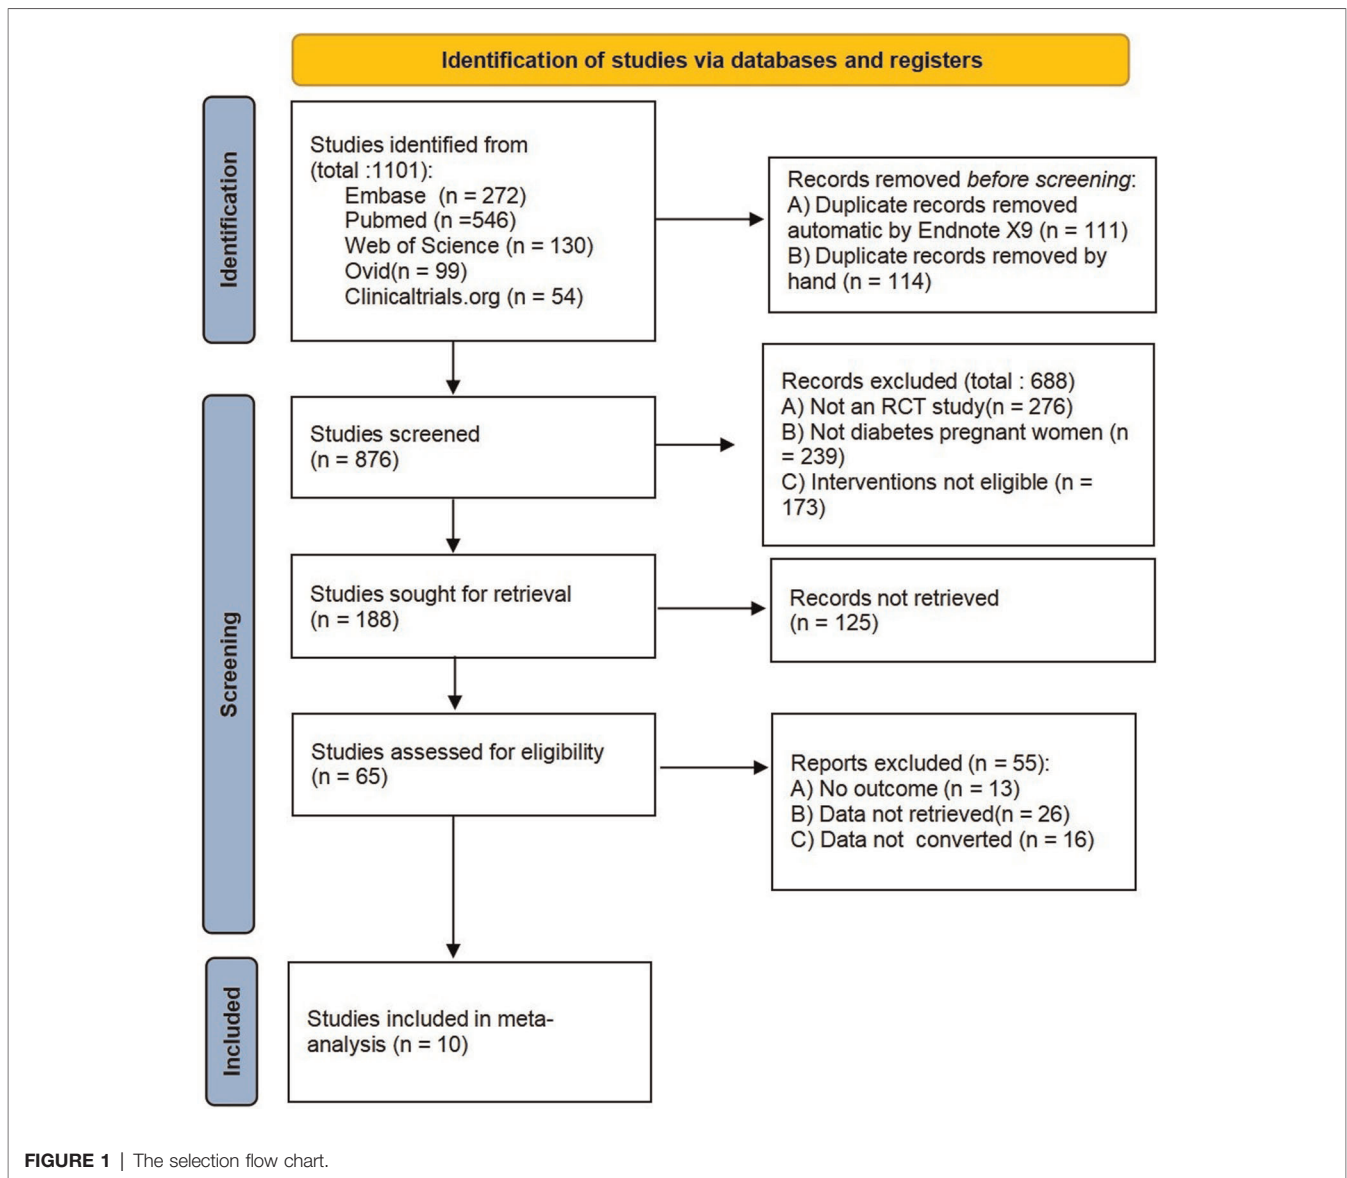 Identification of studies via databases and registers
Identification
Studies identified from
(total :1101):
Embase (n = 272)
Pubmed (n =546)
Web of Science (n = 130)
Ovid(n = 99)
Clinicaltrials.org (n = 54)
Records removed before screening:
A) Duplicate records removed
automatic by Endnote X9 (n = 111)
B) Duplicate records removed by
hand (n = 114)
Screening
Studies screened
(n = 876)
Records excluded (total : 688)
A) Not an RCT study(n = 276)
B) Not diabetes pregnant women (n
= 239)
C) Interventions not eligible (n =
173)
Studies sought for retrieval
(n = 188)
Records not retrieved
(n = 125)
Studies assessed for eligibility
(n = 65)
Reports excluded (n = 55):
A) No outcome (n = 13)
B) Data not retrieved(n = 26)
C) Data not converted (n = 16)
Included
Studies included in meta-
analysis (n = 10)
FIGURE 1 | The selection flow chart.